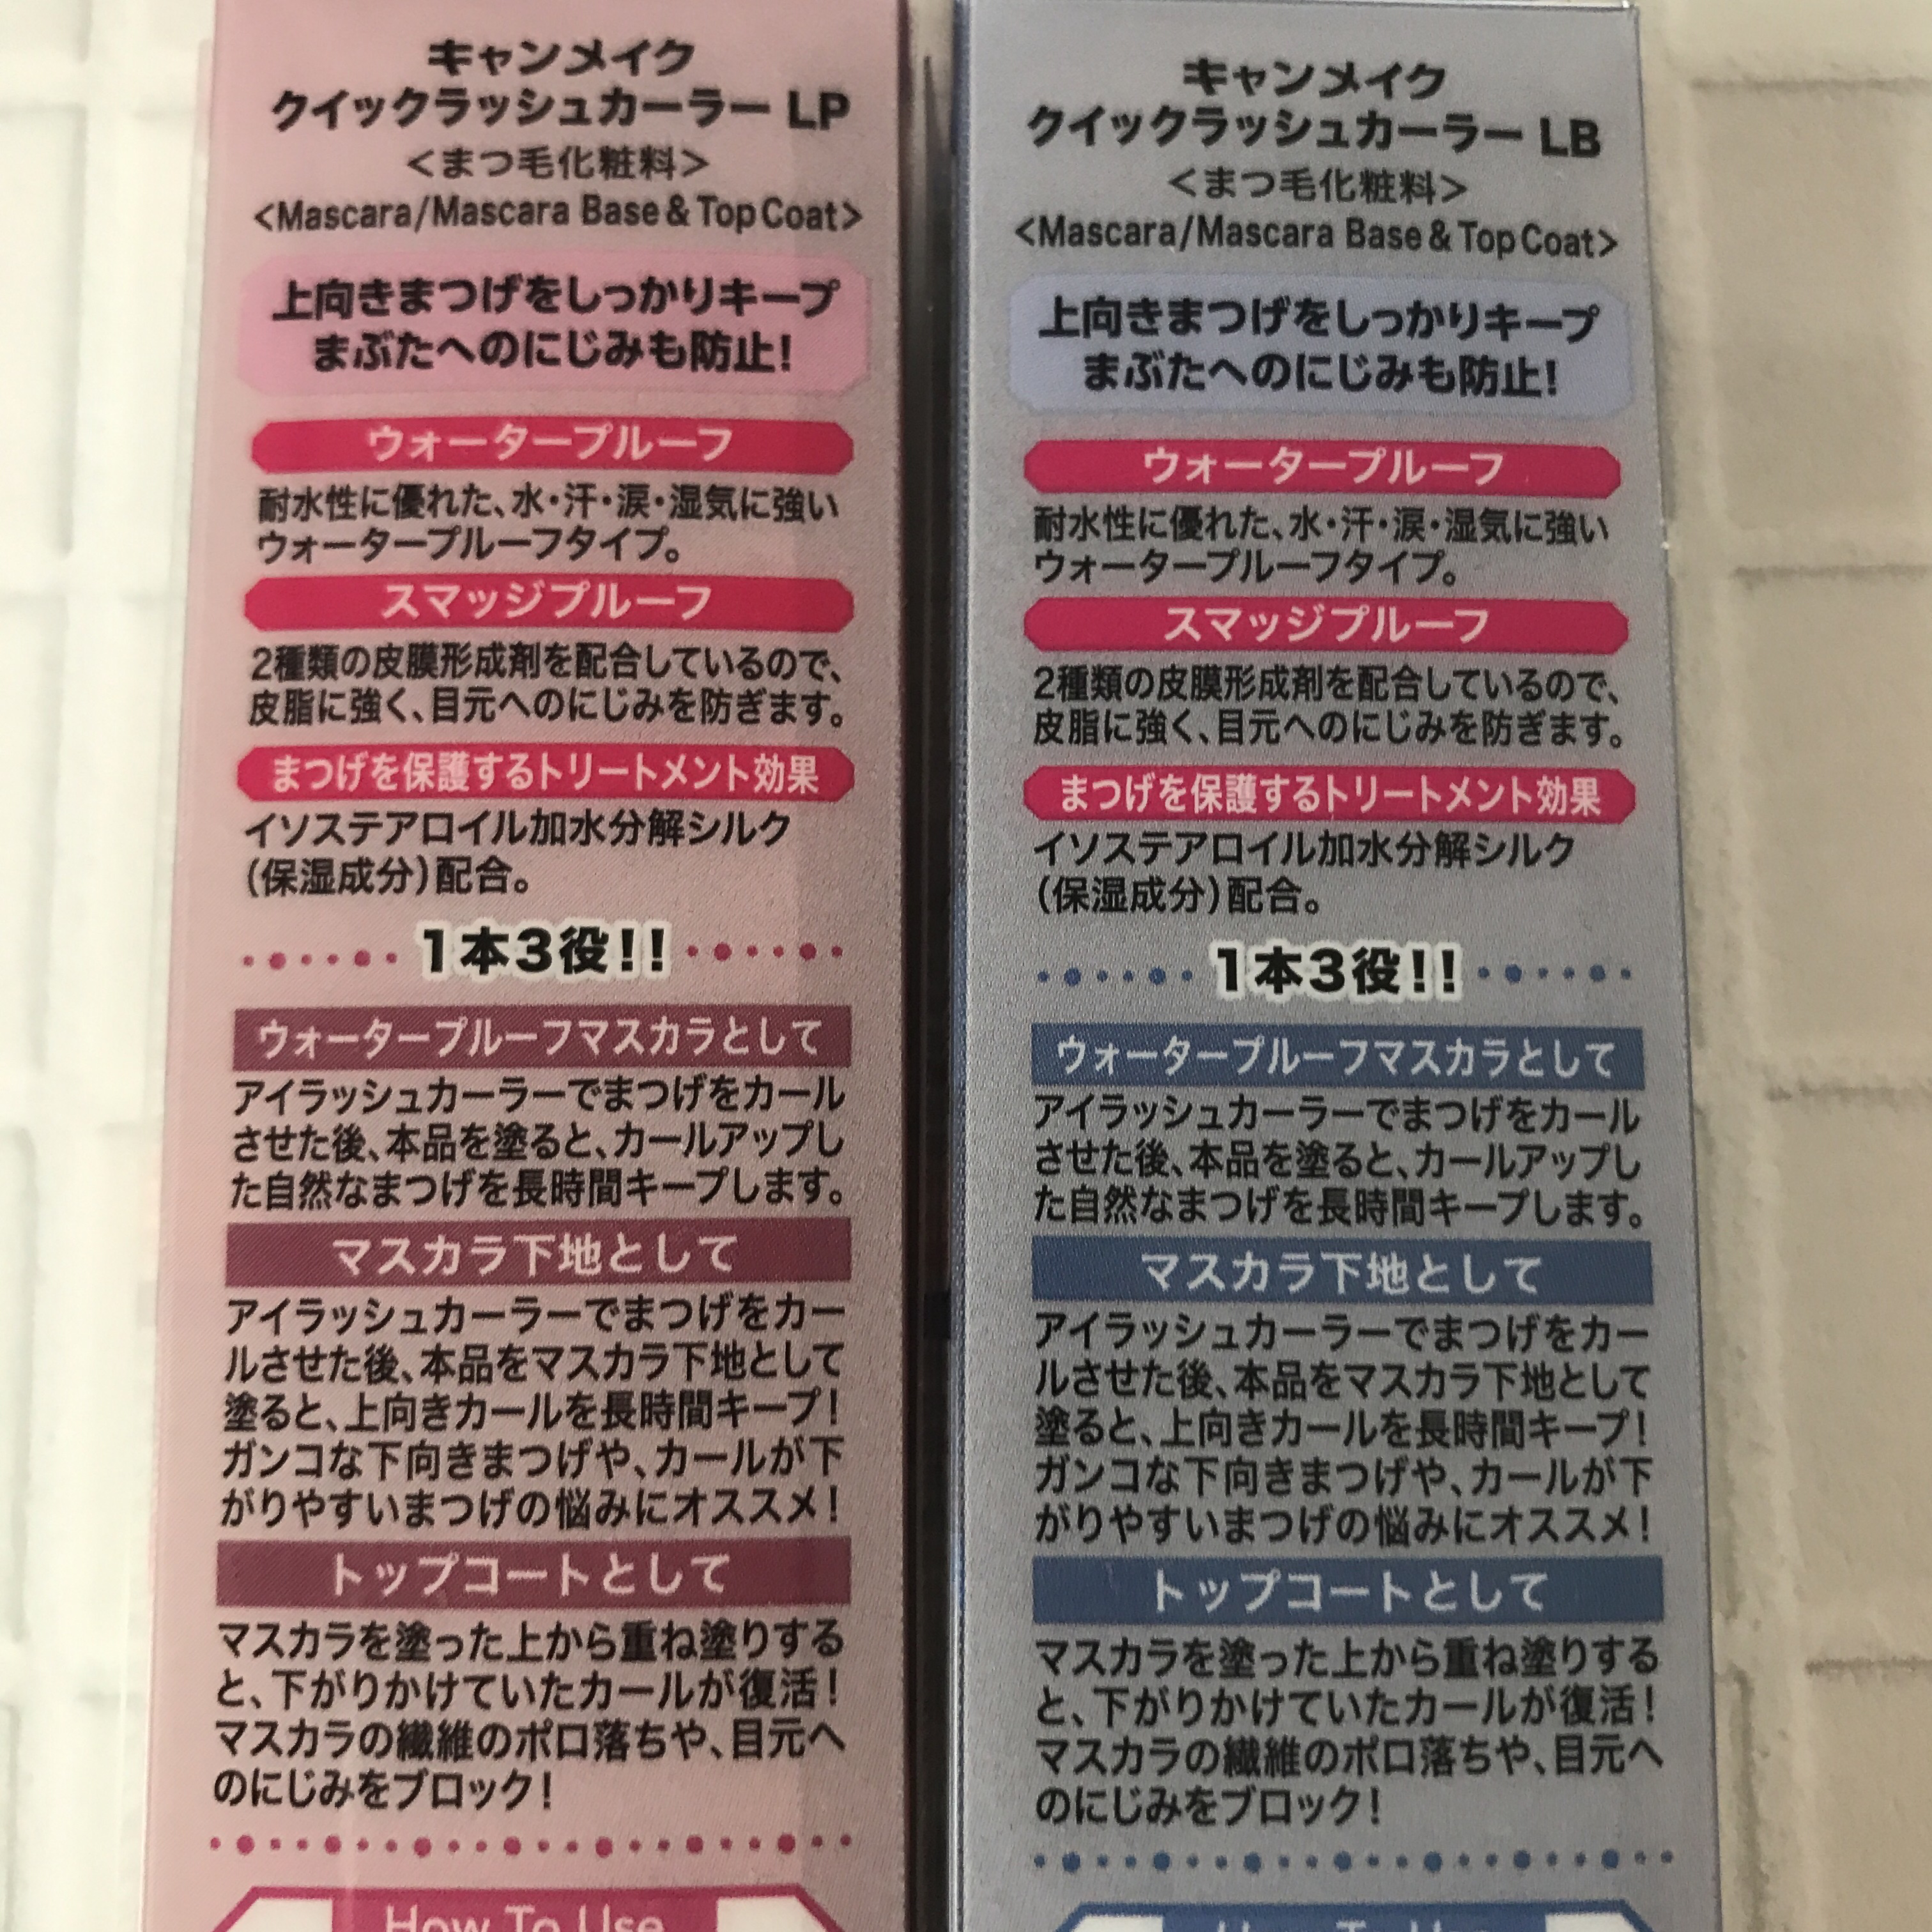 キャンメイク
クイックラッシュカーラー LP
<まつ毛化粧料>
<Mascara/Mascara Base & Top Coat>
上向きまつげをしっかりキープ
まぶたへのにじみも防止!
ウォータープルーフ
耐水性に優れた、水・汗・涙・湿気に強い
ウォータープルーフタイプ。
スマッジプルーフ
2種類の皮膜形成剤を配合しているので、
皮脂に強く、目元へのにじみを防ぎます。
まつげを保護するトリートメント効果
イソステアロイル加水分解シルク
(保湿成分)配合。
1本3役!!
ウォータープルーフマスカラとして
アイラッシュカーラーでまつげをカール
させた後、本品を塗ると、カールアップし
た自然なまつげを長時間キープします。
マスカラ下地として
アイラッシュカーラーでまつげをカー
ルさせた後、本品をマスカラ下地として
塗ると、上向きカールを長時間キープ!
ガンコな下向きまつげや、カールが下
がりやすいまつげの悩みにオススメ!
トップコートとして
マスカラを塗った上から重ね塗りする
と、下がりかけていたカールが復活!
マスカラの繊維のポロ落ちや、目元へ
のにじみをブロック!
How To Use
キャンメイク
クイックラッシュカーラー LB
<まつ毛化粧料>
<Mascara/Mascara Base & Top Coat>
上向きまつげをしっかりキープ
まぶたへのにじみも防止!
ウォータープルーフ
耐水性に優れた、水・汗・涙・湿気に強い
ウォータープルーフタイプ。
スマッジプルーフ
2種類の皮膜形成剤を配合しているので、
皮脂に強く、目元へのにじみを防ぎます。
まつげを保護するトリートメント効果
イソステアロイル加水分解シルク
(保湿成分)配合。
1本3役!!
ウォータープルーフマスカラとして
アイラッシュカーラーでまつげをカール
させた後、本品を塗ると、カールアップし
た自然なまつげを長時間キープします。
マスカラ下地として
アイラッシュカーラーでまつげをカー
ルさせた後、本品をマスカラ下地として
塗ると、上向きカールを長時間キープ!
ガンコな下向きまつげや、カールが下
がりやすいまつげの悩みにオススメ!
トップコートとして
マスカラを塗った上から重ね塗りする
と、下がりかけていたカールが復活!
マスカラの繊維のポロ落ちや、目元へ
のにじみをブロック!